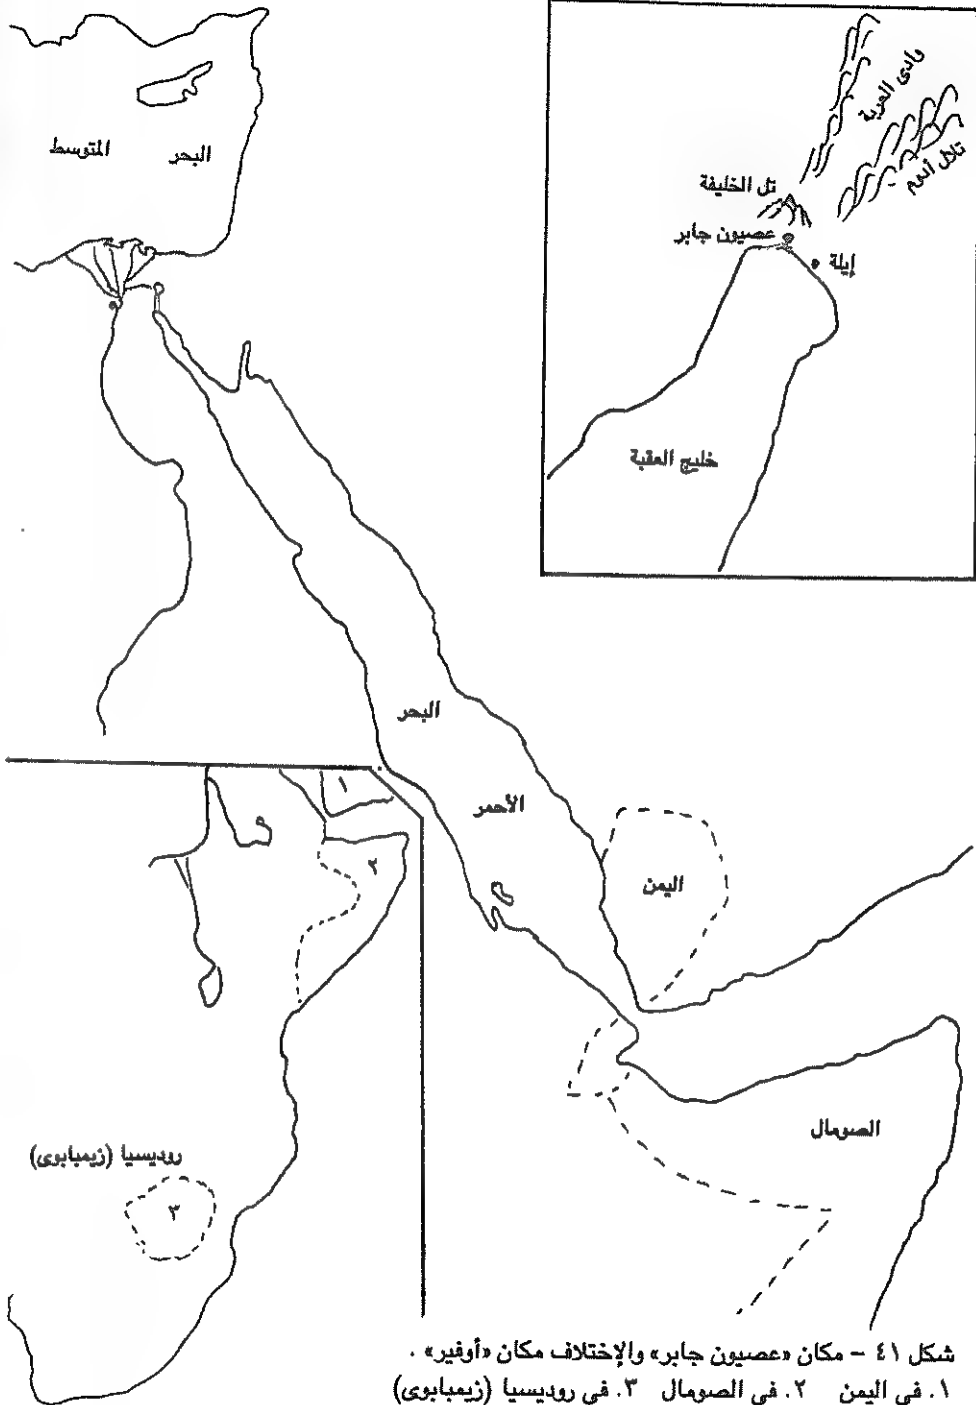 البحر المتوسط
وادى العربة
تلال أدوم
تل الخليفة
عصيون جابر
إيلة
خليج العقبة
البحر
الأحمر
اليمن
الصومال
١
٢
روديسيا (زيمبابوى)
٣
شكل ٤١ – مكان «عصيون جابر» والإختلاف مكان «أوفير» .
١. فى اليمن ٢. فى الصومال ٣. فى روديسيا (زيمبابوى)